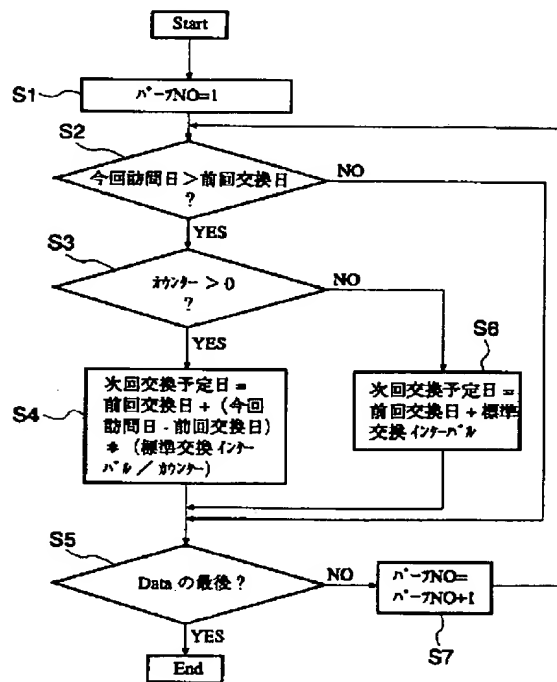 Start
S1
パーツNO=1
S2
今回訪問日＞前回交換日
?
NO
YES
S3
カウンター > 0
?
NO
YES
S4
次回交換予定日=
前回交換日 + (今回
訪問日 - 前回交換日)
* (標準交換インター
バル / カウンター)
S6
次回交換予定日=
前回交換日 + 標準
交換インターバル
S5
Data の最後?
NO
YES
パーツNO=
パーツNO+1
S7
End